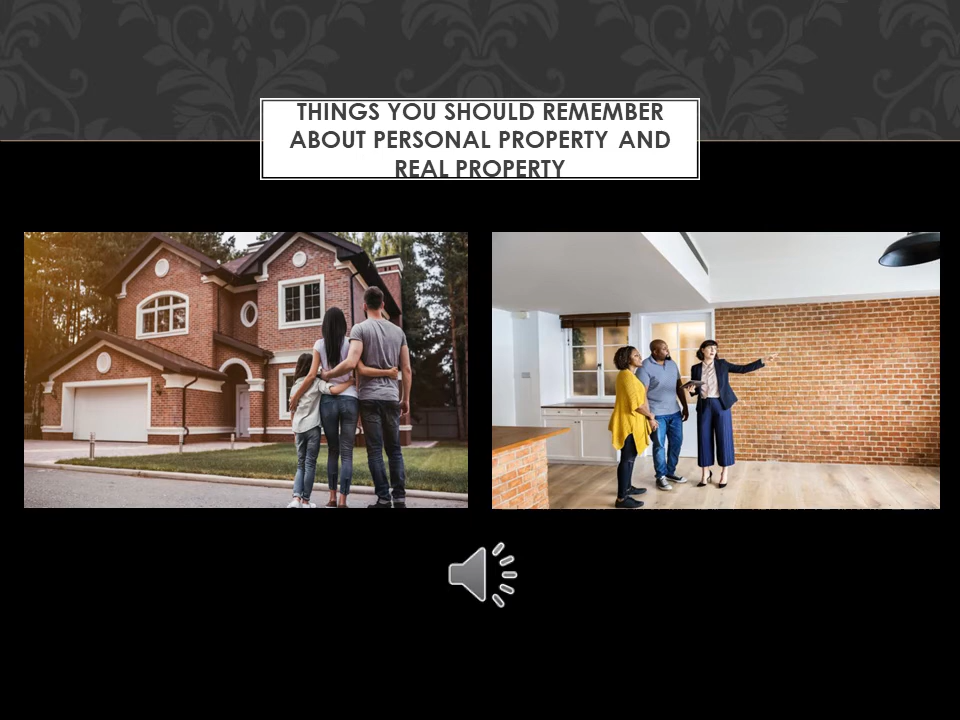 THINGS YOU SHOULD REMEMBER
ABOUT PERSONAL PROPERTY AND
REAL PROPERTY